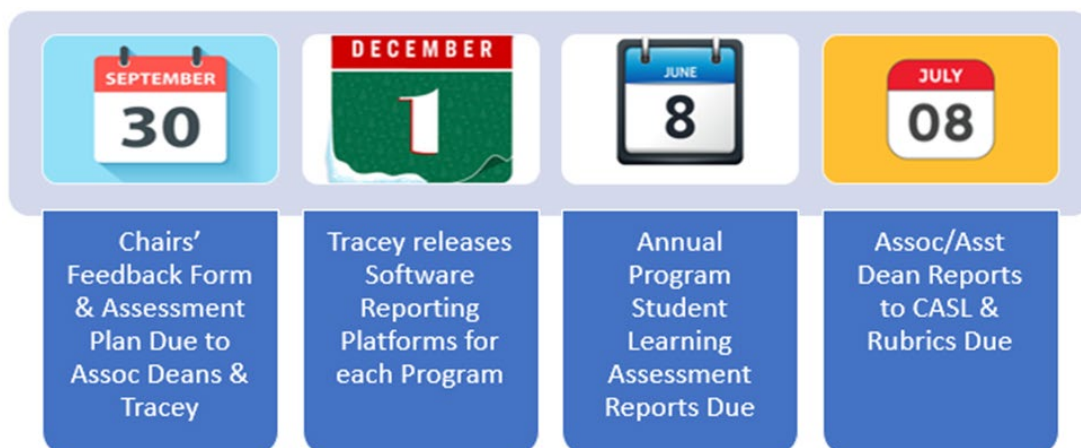 SEPTEMBER
30
DECEMBER
1
JUNE
8
JULY
08
Chairs’
Feedback Form
& Assessment
Plan Due to
Assoc Deans &
Tracey
Tracey releases
Software
Reporting
Platforms for
each Program
Annual
Program
Student
Learning
Assessment
Reports Due
Assoc/Asst
Dean Reports
to CASL &
Rubrics Due